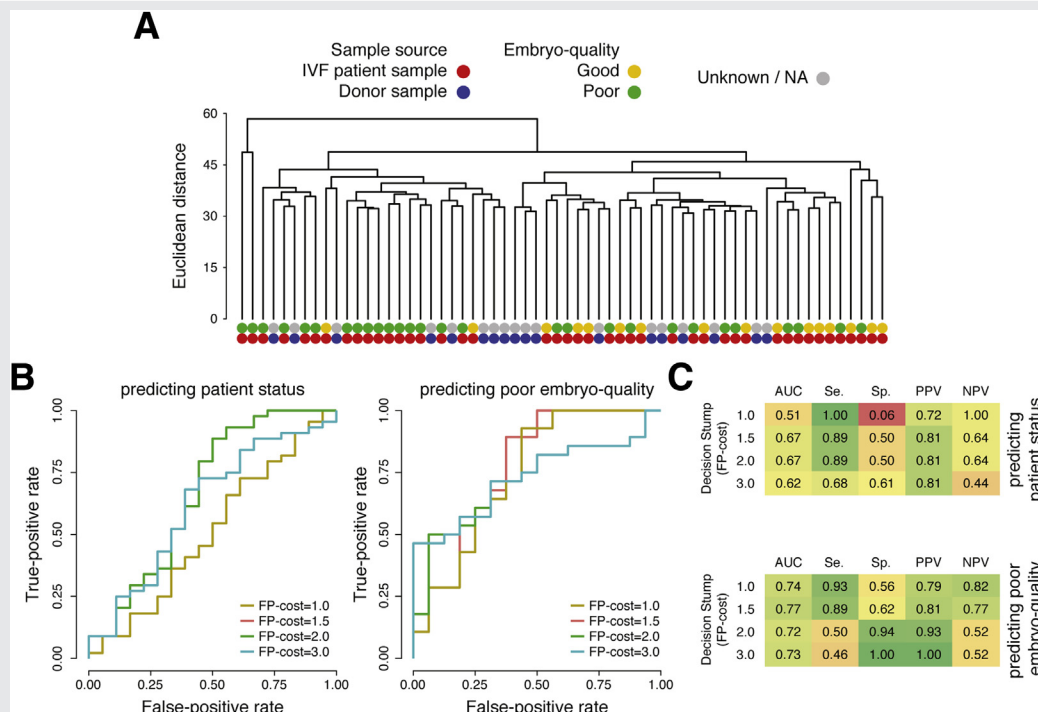 A
Sample source
IVF patient sample
Donor sample
Embryo-quality
Good
Poor
Unknown / NA
Euclidean distance
60
45
30
15
0
B
predicting patient status
True-positive rate
1.00
0.75
0.50
0.25
0.00
FP-cost=1.0
FP-cost=1.5
FP-cost=2.0
FP-cost=3.0
0.00 0.25 0.50 0.75 1.00
False-positive rate
predicting poor embryo-quality
True-positive rate
1.00
0.75
0.50
0.25
0.00
FP-cost=1.0
FP-cost=1.5
FP-cost=2.0
FP-cost=3.0
0.00 0.25 0.50 0.75 1.00
False-positive rate
C
AUC Se. Sp. PPV NPV
Decision Stump
(FP-cost)
1.0 0.51 1.00 0.06 0.72 1.00
1.5 0.67 0.89 0.50 0.81 0.64
2.0 0.67 0.89 0.50 0.81 0.64
3.0 0.62 0.68 0.61 0.81 0.44
predicting
patient status
AUC Se. Sp. PPV NPV
Decision Stump
(FP-cost)
1.0 0.74 0.93 0.56 0.79 0.82
1.5 0.77 0.89 0.62 0.81 0.77
2.0 0.72 0.50 0.94 0.93 0.52
3.0 0.73 0.46 1.00 1.00 0.52
predicting poor
embryo-quality